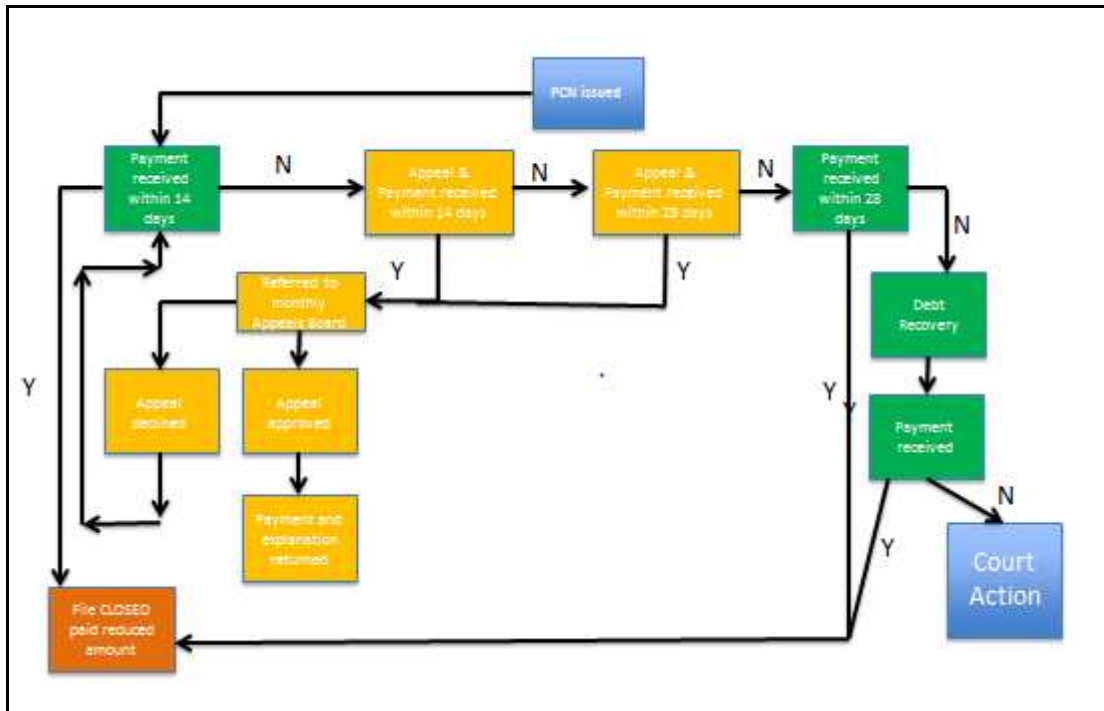 PCN issued
Payment
received
within 14
days
N
Appeal &
Payment received
within 14 days
N
Appeal &
Payment received
within 28 days
N
Payment
received
within 28
days
N
Y
Y
Referred to
monthly
Appeals Board
Debt
Recovery
Y
Appeal
declined
Appeal
approved
Y
Y
Payment
received
N
Payment and
explanation
returned
Y
Court
Action
File CLOSED
paid reduced
amount